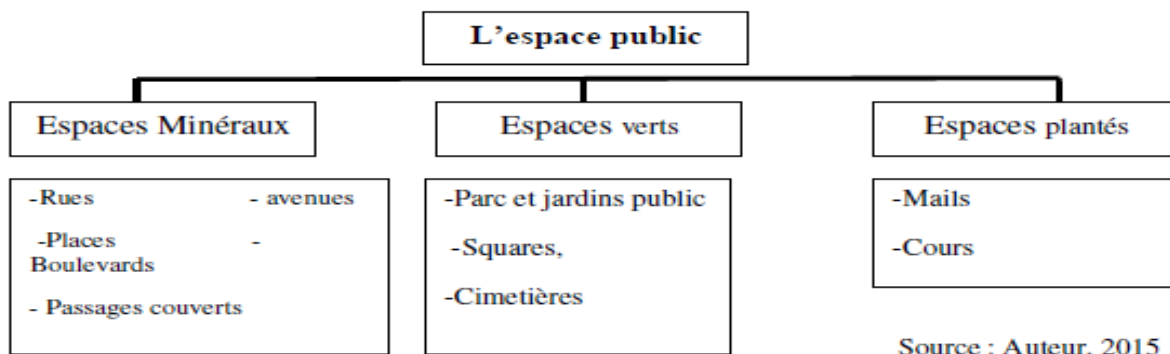 L'espace public
Espaces Minéraux
Espaces verts
Espaces plantés
-Rues - avenues
-Places -
Boulevards
- Passages couverts
-Parc et jardins public
-Squares,
-Cimetières
-Mails
-Cours
Source : Auteur, 2015